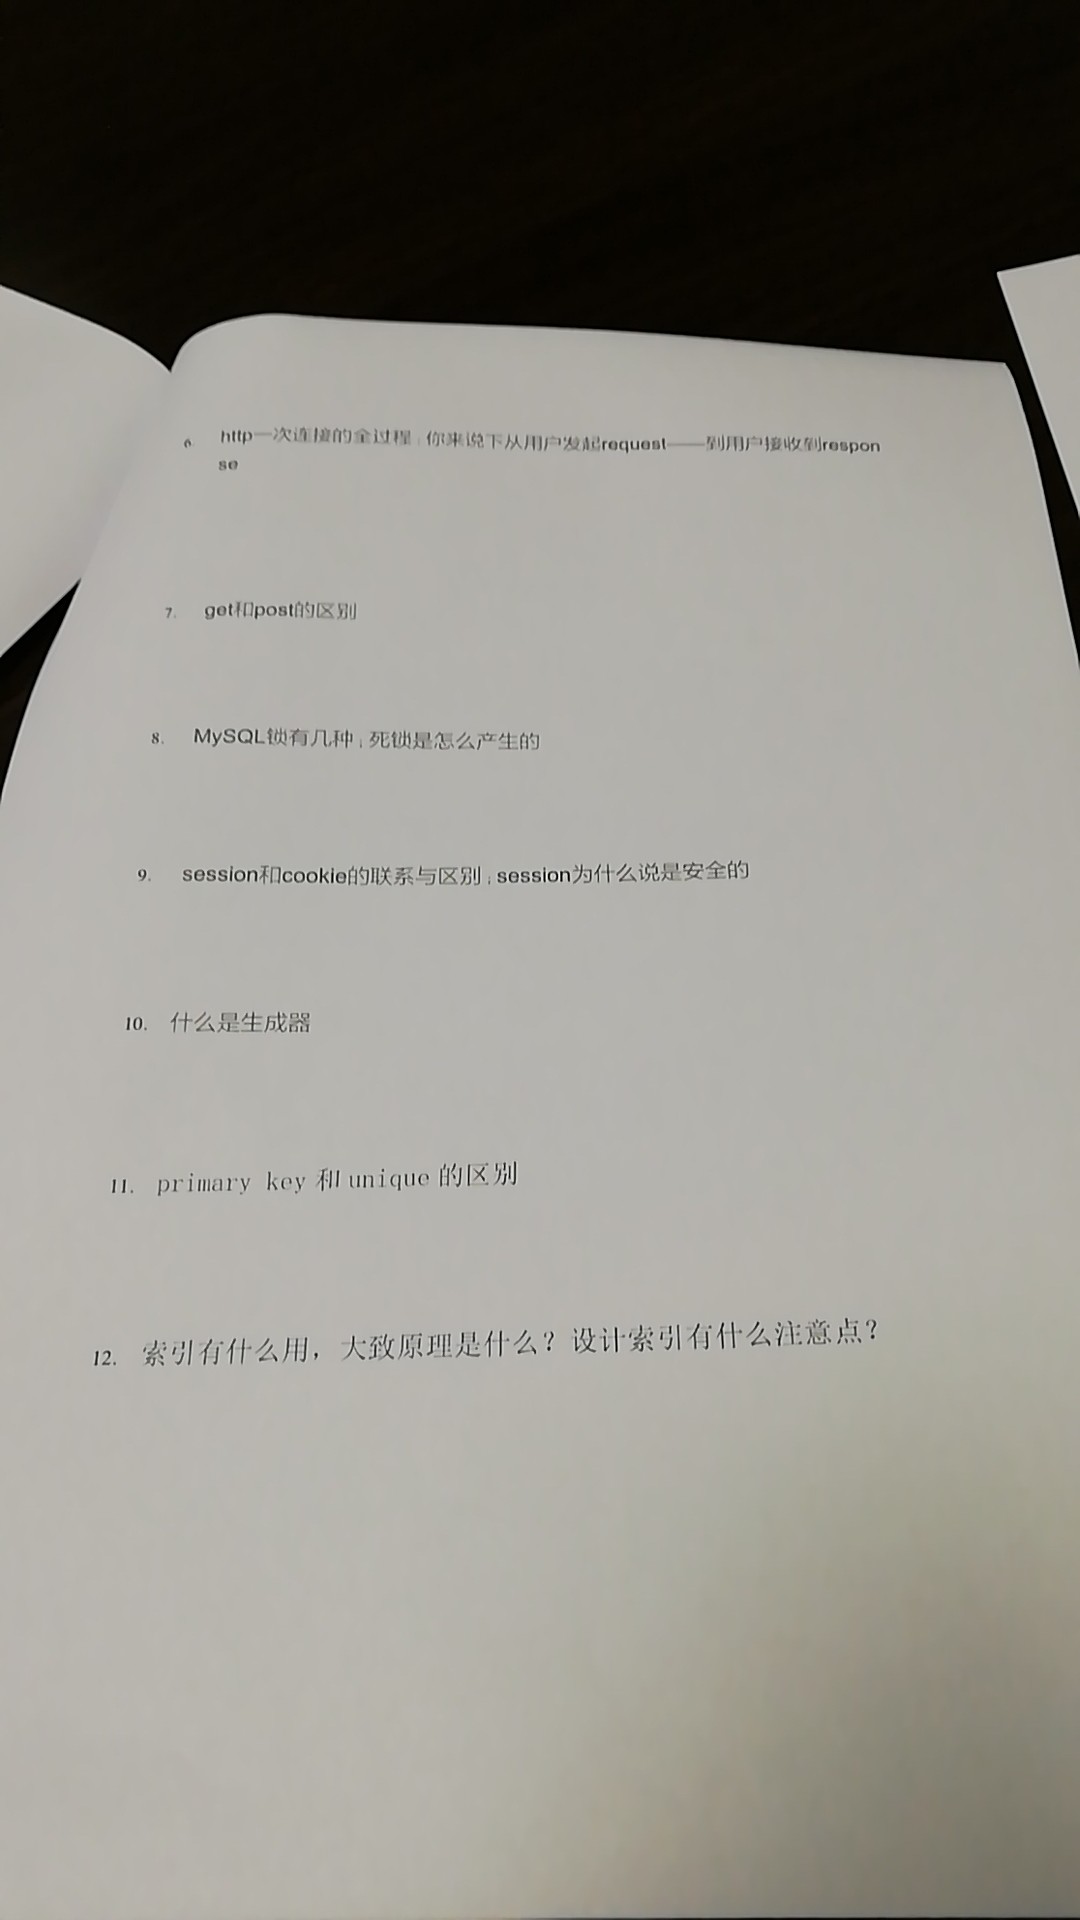 6. http一次连接的全过程;你来说下从用户发起request——到用户接收到respon
se
7. get和post的区别
8. MySQL锁有几种;死锁是怎么产生的
9. session和cookie的联系与区别;session为什么说是安全的
10. 什么是生成器
11. primary key 和 unique 的区别
12. 索引有什么用，大致原理是什么？设计索引有什么注意点？